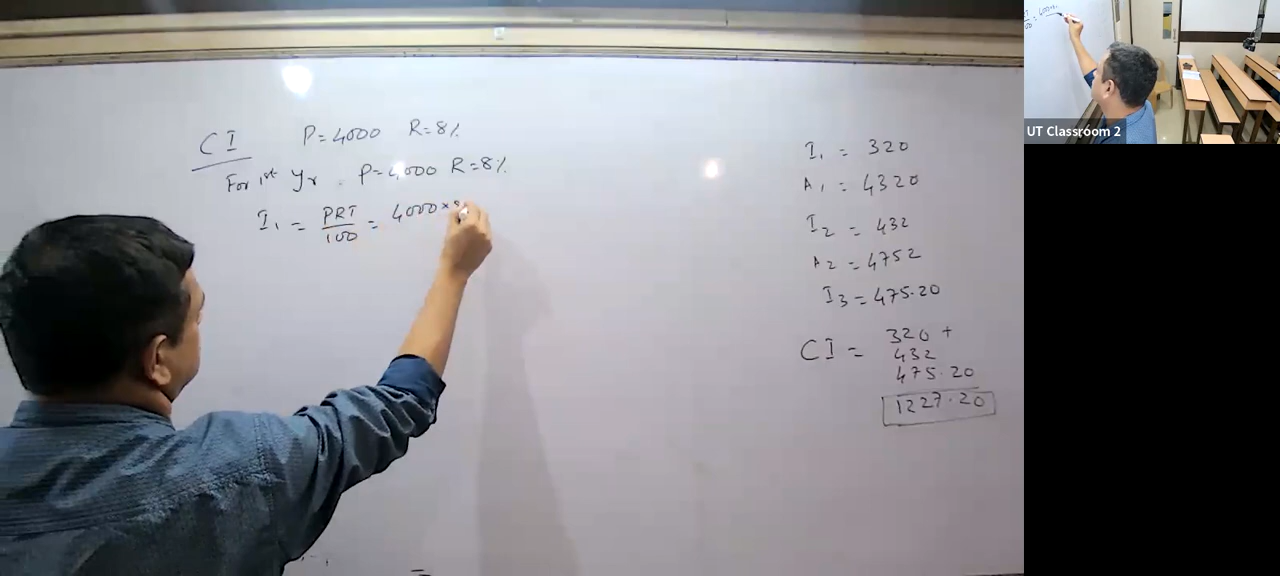 CI P=4000 R=8%
For 1st Yr. P=4000 R=8%
I₁ = PRT/100 = 4000×8
I₁ = 320
A₁ = 4320
I₂ = 432
A₂ = 4752
I₃ = 475.20
CI = 320 +
432
475.20
1227.20
UT Classroom 2